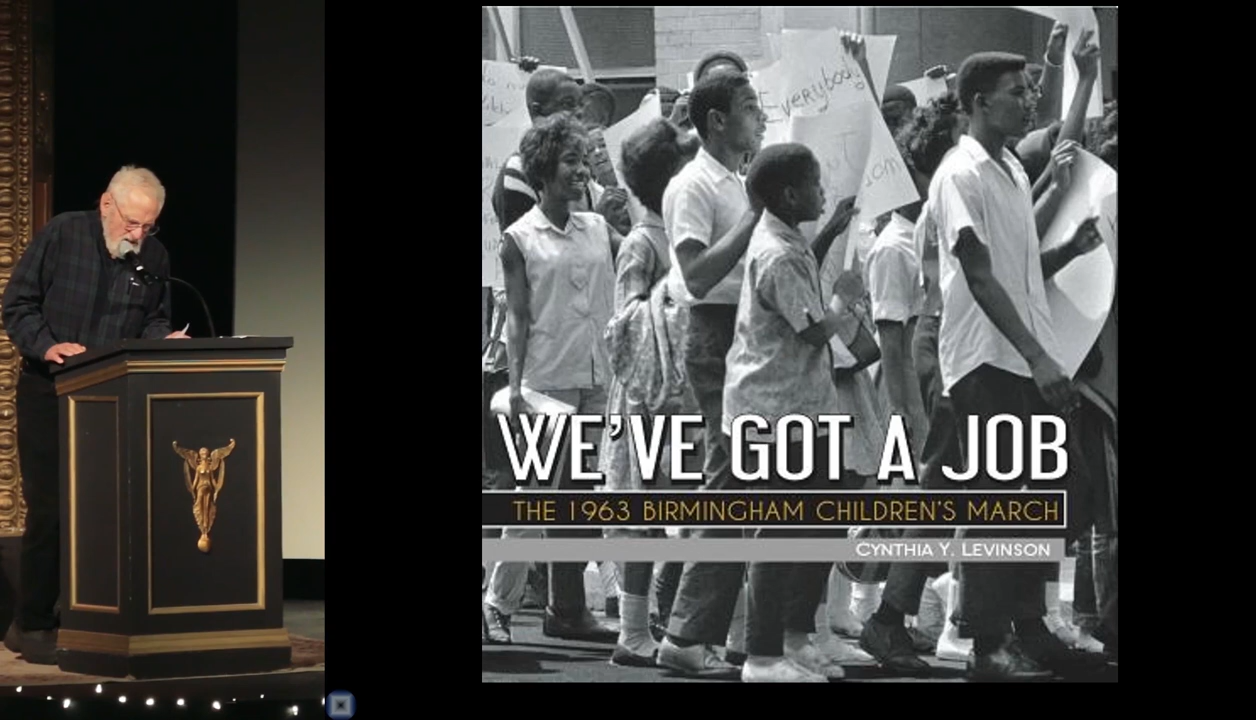 Everybody
WE'VE GOT A JOB
THE 1963 BIRMINGHAM CHILDREN'S MARCH
CYNTHIA Y. LEVINSON